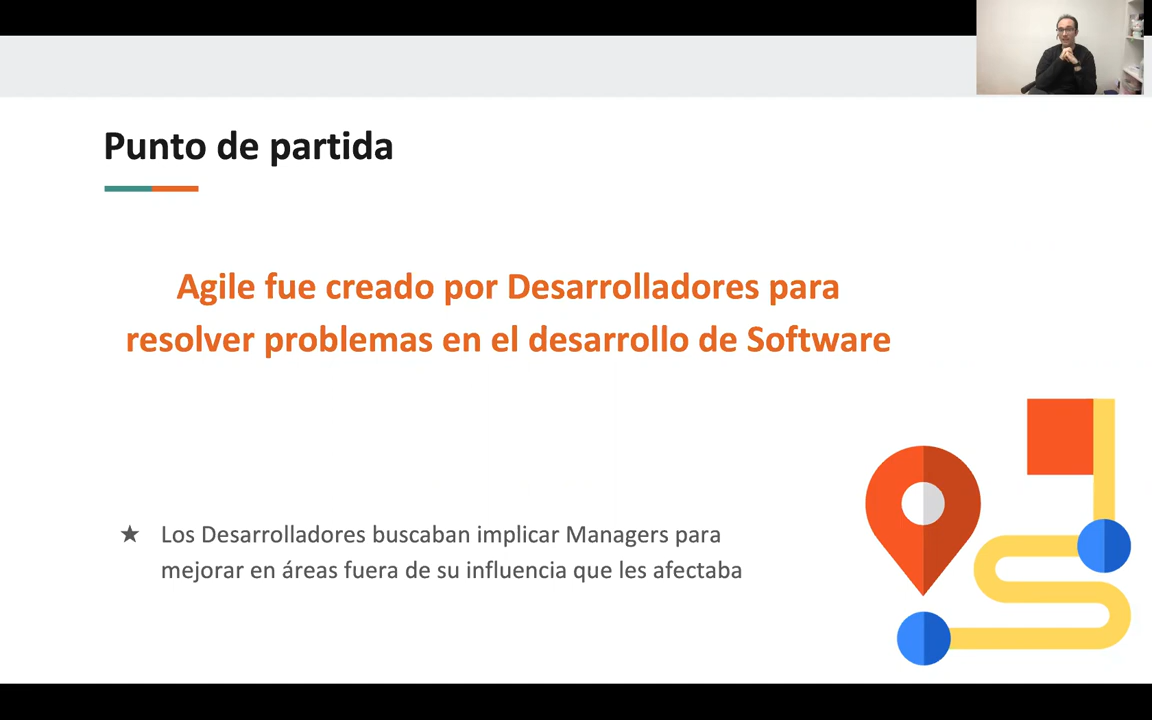 Punto de partida
Agile fue creado por Desarrolladores para
resolver problemas en el desarrollo de Software
★ Los Desarrolladores buscaban implicar Managers para
mejorar en áreas fuera de su influencia que les afectaba